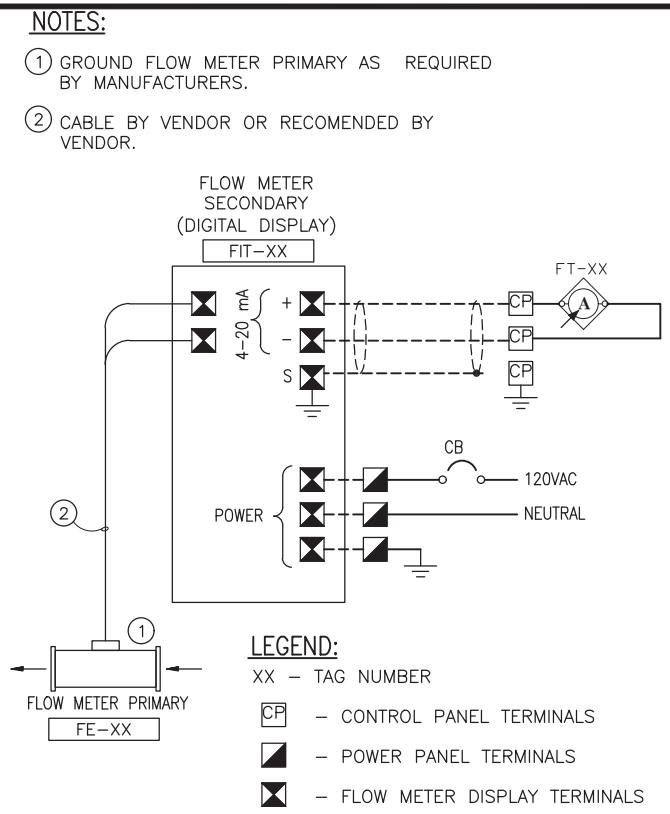 NOTES:
1 GROUND FLOW METER PRIMARY AS REQUIRED
BY MANUFACTURERS.
2 CABLE BY VENDOR OR RECOMENDED BY
VENDOR.
FLOW METER
SECONDARY
(DIGITAL DISPLAY)
FIT-XX
FT-XX
4-20 mA
+
CP
A
-
CP
S
CP
CB
120VAC
POWER
NEUTRAL
2
1
FLOW METER PRIMARY
FE-XX
LEGEND:
XX - TAG NUMBER
CP - CONTROL PANEL TERMINALS
- POWER PANEL TERMINALS
- FLOW METER DISPLAY TERMINALS